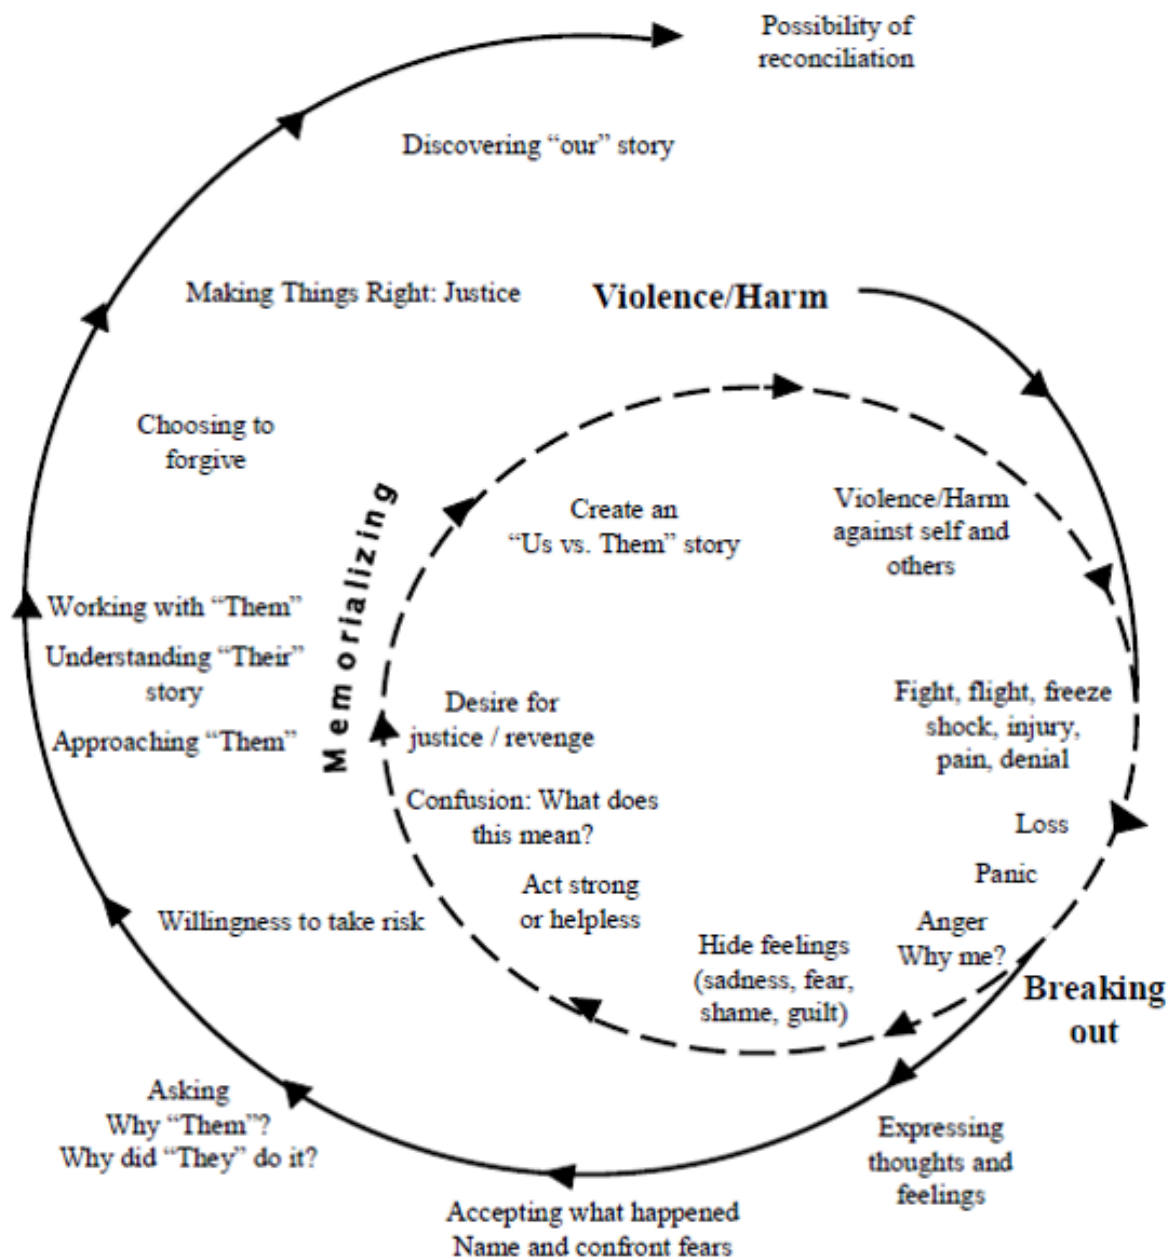 Possibility of
reconciliation
Discovering “our” story
Making Things Right: Justice
Violence/Harm
Choosing to
forgive
Memorializing
Create an
“Us vs. Them” story
Violence/Harm
against self and
others
Working with “Them”
Understanding “Their”
story
Approaching “Them”
Desire for
justice / revenge
Fight, flight, freeze
shock, injury,
pain, denial
Confusion: What does
this mean?
Loss
Panic
Act strong
or helpless
Anger
Why me?
Willingness to take risk
Hide feelings
(sadness, fear,
shame, guilt)
Breaking
out
Asking
Why “Them”?
Why did “They” do it?
Expressing
thoughts and
feelings
Accepting what happened
Name and confront fears